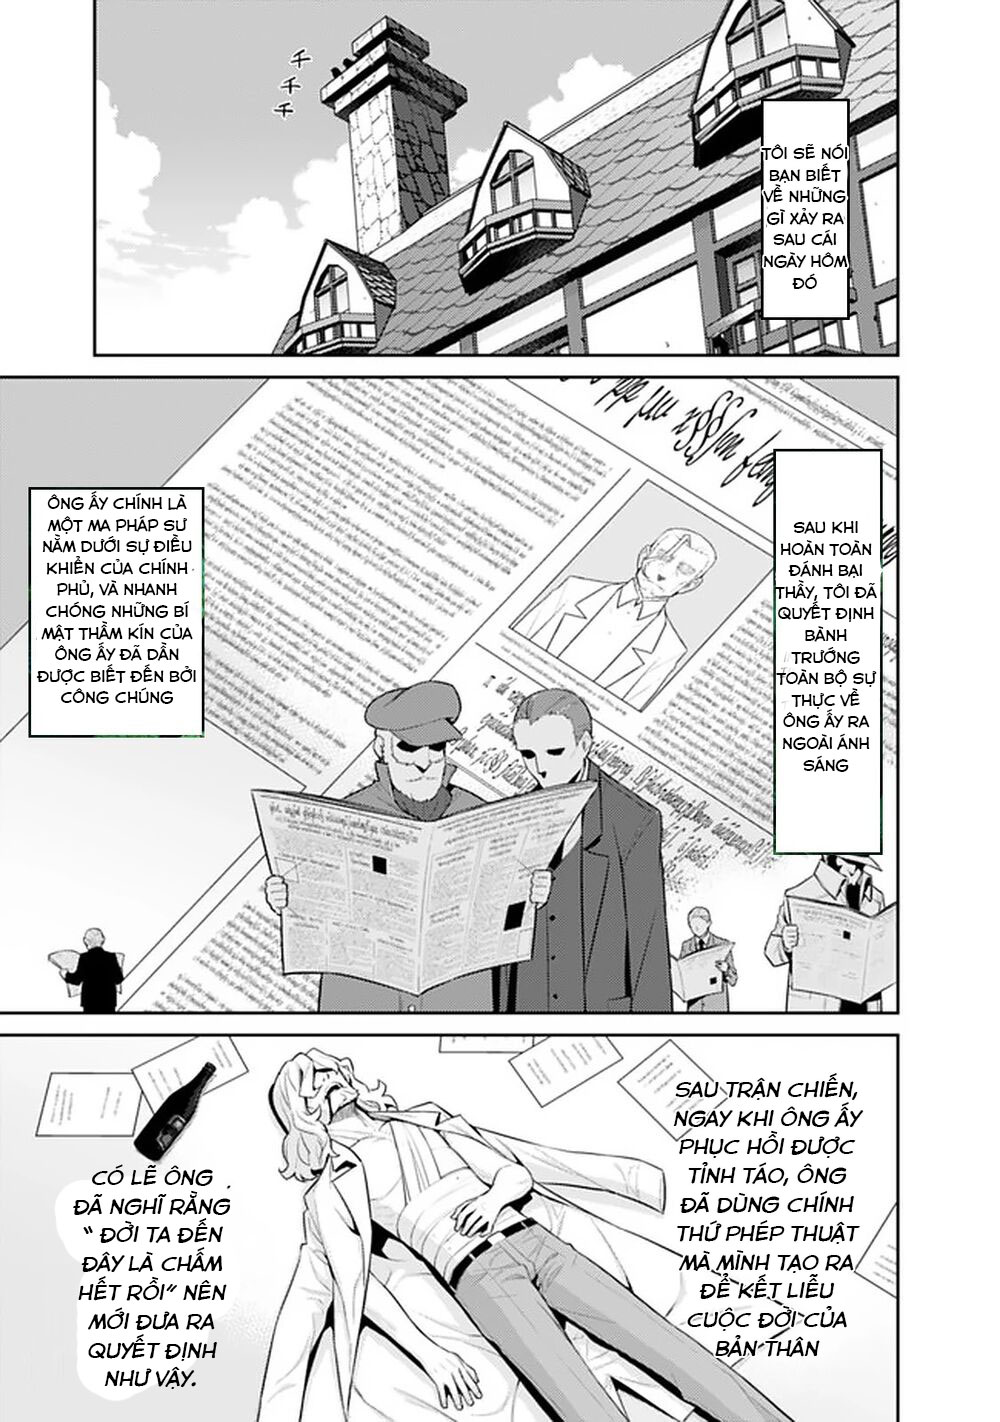 チチチ
TÔI SẼ NÓI
BẠN BIẾT
VỀ NHỮNG
GÌ XẢY RA
SAU CÁI
NGÀY HÔM
ĐÓ
SAU KHI
HOÀN TOÀN
ĐÁNH BẠI
THẦY, TÔI ĐÃ
QUYẾT ĐỊNH
BÀNH
TRƯỚNG
TOÀN BỘ SỰ
THỰC VỀ
ÔNG ẤY RA
NGOÀI ÁNH
SÁNG
ÔNG ẤY CHÍNH LÀ
MỘT MA PHÁP SƯ
NẰM DƯỚI SỰ ĐIỀU
KHIỂN CỦA CHÍNH
PHỦ, VÀ NHANH
CHÓNG NHỮNG BÍ
MẬT THẦM KÍN CỦA
ÔNG ẤY ĐÃ DẦN
ĐƯỢC BIẾT ĐẾN BỞI
CÔNG CHÚNG
SAU TRẬN CHIẾN,
NGAY KHI ÔNG ẤY
PHỤC HỒI ĐƯỢC
TỈNH TÁO, ÔNG
ĐÃ DÙNG CHÍNH
THỨ PHÉP THUẬT
MÀ MÌNH TẠO RA
ĐỂ KẾT LIỄU
CUỘC ĐỜI CỦA
BẢN THÂN
CÓ LẼ ÔNG
ĐÃ NGHĨ RẰNG
“ ĐỜI TA ĐẾN
ĐÂY LÀ CHẤM
HẾT RỒI” NÊN
MỚI ĐƯA RA
QUYẾT ĐỊNH
NHƯ VẬY.